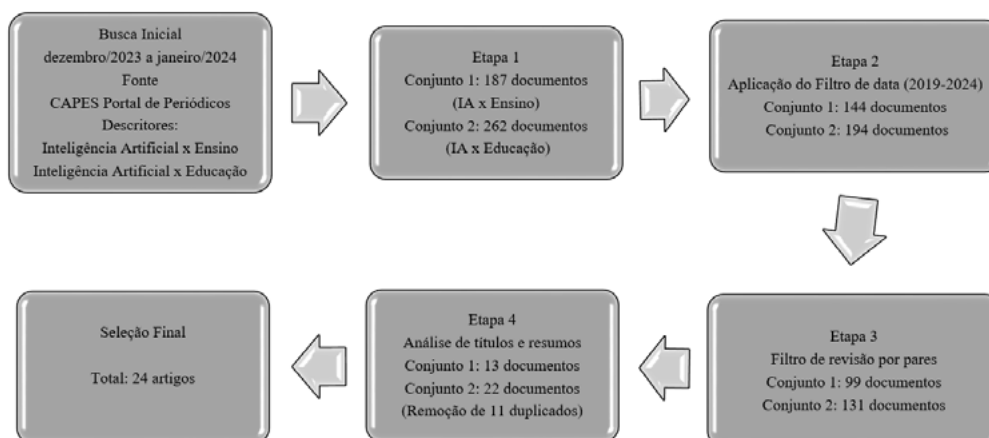 Busca Inicial
dezembro/2023 a janeiro/2024
Fonte
CAPES Portal de Periódicos
Descritores:
Inteligência Artificial x Ensino
Inteligência Artificial x Educação
Etapa 1
Conjunto 1: 187 documentos
(IA x Ensino)
Conjunto 2: 262 documentos
(IA x Educação)
Etapa 2
Aplicação do Filtro de data (2019-2024)
Conjunto 1: 144 documentos
Conjunto 2: 194 documentos
Etapa 3
Filtro de revisão por pares
Conjunto 1: 99 documentos
Conjunto 2: 131 documentos
Etapa 4
Análise de títulos e resumos
Conjunto 1: 13 documentos
Conjunto 2: 22 documentos
(Remoção de 11 duplicados)
Seleção Final
Total: 24 artigos